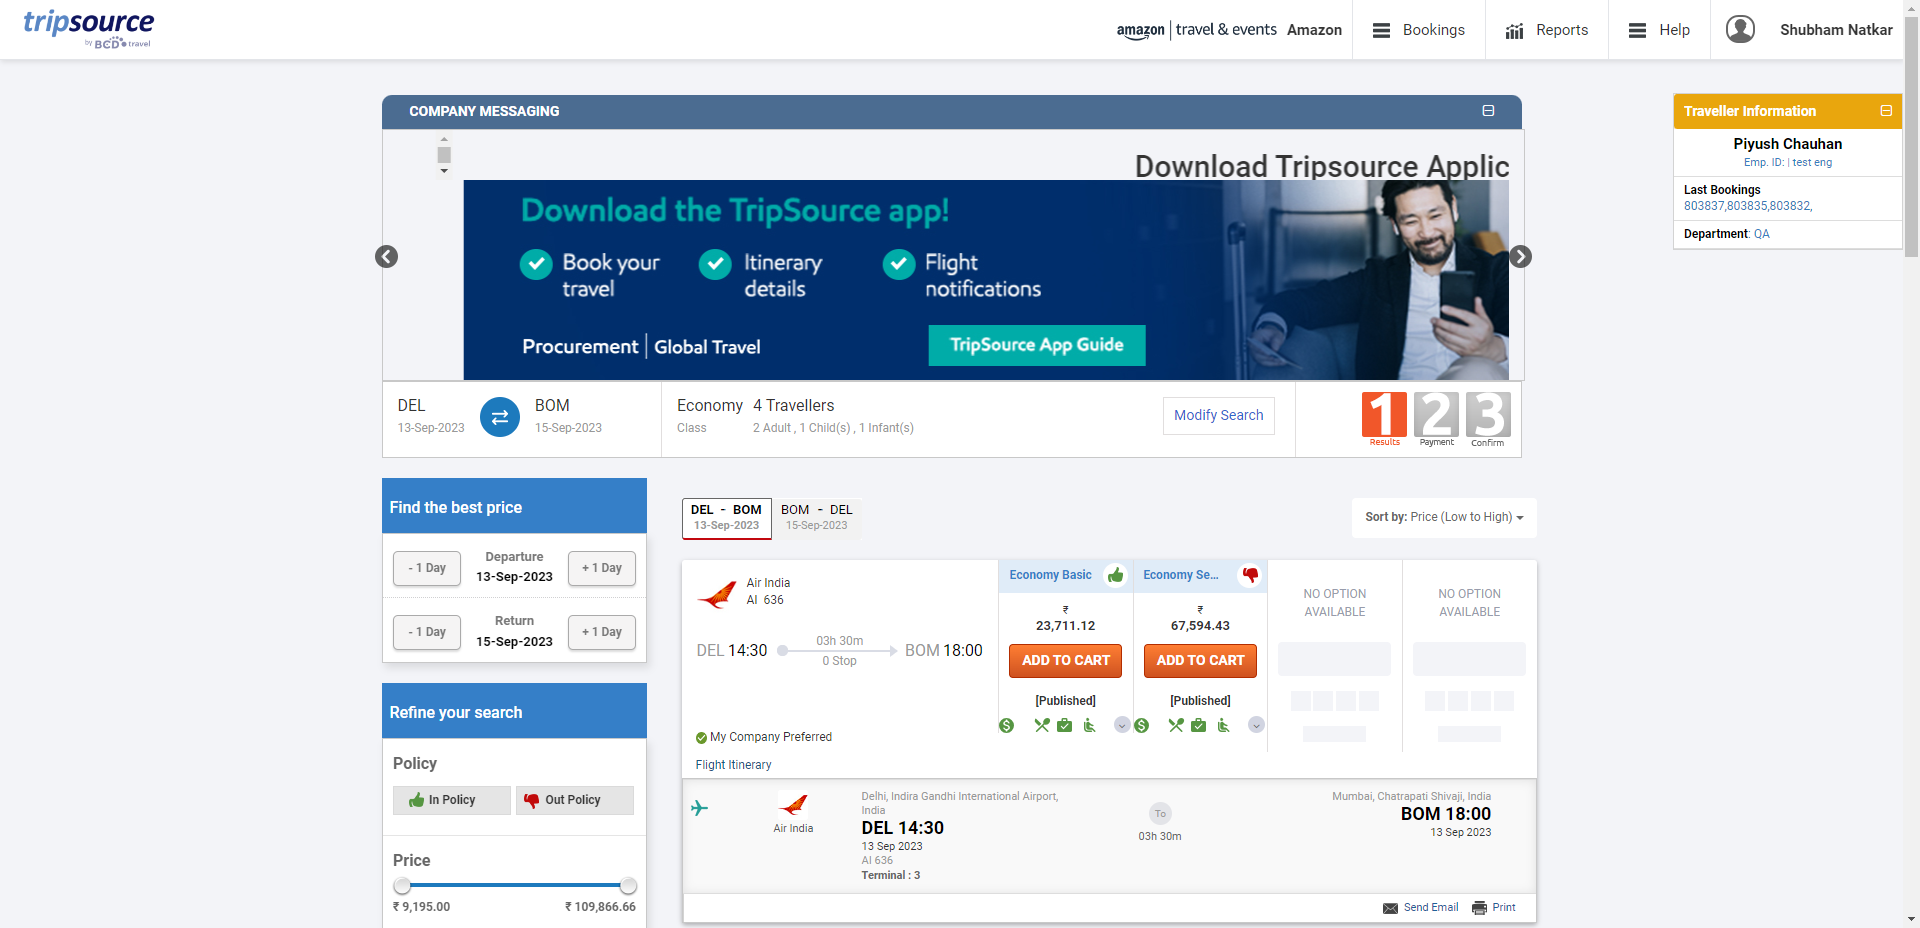 tripsource
by BCD travel
amazon | travel & events Amazon
Bookings
Reports
Help
Shubham Natkar
COMPANY MESSAGING
Download Tripsource Applic
Download the TripSource app!
Book your travel
Itinerary details
Flight notifications
Procurement | Global Travel
TripSource App Guide
Traveller Information
Piyush Chauhan
Emp. ID: | test eng
Last Bookings
803837,803835,803832,
Department: QA
DEL
13-Sep-2023
BOM
15-Sep-2023
Economy
Class
4 Travellers
2 Adult , 1 Child(s) , 1 Infant(s)
Modify Search
1 Results
2 Payment
3 Confirm
Find the best price
- 1 Day
Departure
13-Sep-2023
+ 1 Day
- 1 Day
Return
15-Sep-2023
+ 1 Day
Refine your search
Policy
In Policy
Out Policy
Price
₹ 9,195.00
₹ 109,866.66
DEL - BOM
13-Sep-2023
BOM - DEL
15-Sep-2023
Sort by: Price (Low to High)
Air India
AI 636
DEL 14:30
03h 30m
0 Stop
BOM 18:00
My Company Preferred
Flight Itinerary
Economy Basic
₹
23,711.12
ADD TO CART
[Published]
Economy Se...
₹
67,594.43
ADD TO CART
[Published]
NO OPTION
AVAILABLE
NO OPTION
AVAILABLE
Air India
Delhi, Indira Gandhi International Airport,
India
DEL 14:30
13 Sep 2023
AI 636
Terminal : 3
To
03h 30m
Mumbai, Chatrapati Shivaji, India
BOM 18:00
13 Sep 2023
Send Email
Print